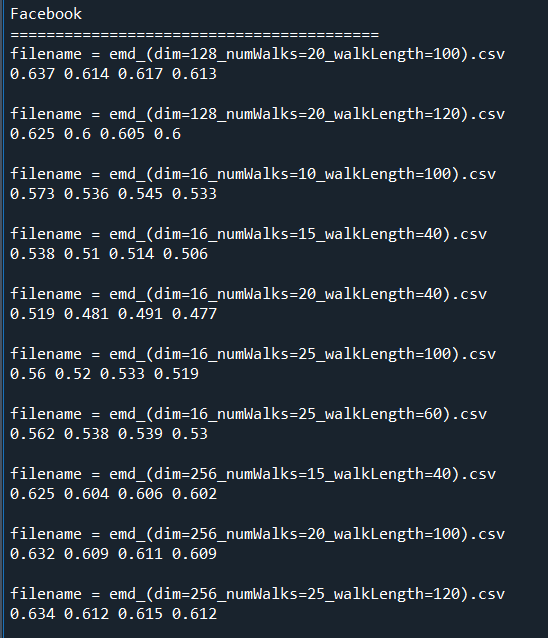 Facebook
=========================================
filename = emd_(dim=128_numWalks=20_walkLength=100).csv
0.637 0.614 0.617 0.613
filename = emd_(dim=128_numWalks=20_walkLength=120).csv
0.625 0.6 0.605 0.6
filename = emd_(dim=16_numWalks=10_walkLength=100).csv
0.573 0.536 0.545 0.533
filename = emd_(dim=16_numWalks=15_walkLength=40).csv
0.538 0.51 0.514 0.506
filename = emd_(dim=16_numWalks=20_walkLength=40).csv
0.519 0.481 0.491 0.477
filename = emd_(dim=16_numWalks=25_walkLength=100).csv
0.56 0.52 0.533 0.519
filename = emd_(dim=16_numWalks=25_walkLength=60).csv
0.562 0.538 0.539 0.53
filename = emd_(dim=256_numWalks=15_walkLength=40).csv
0.625 0.604 0.606 0.602
filename = emd_(dim=256_numWalks=20_walkLength=100).csv
0.632 0.609 0.611 0.609
filename = emd_(dim=256_numWalks=25_walkLength=120).csv
0.634 0.612 0.615 0.612